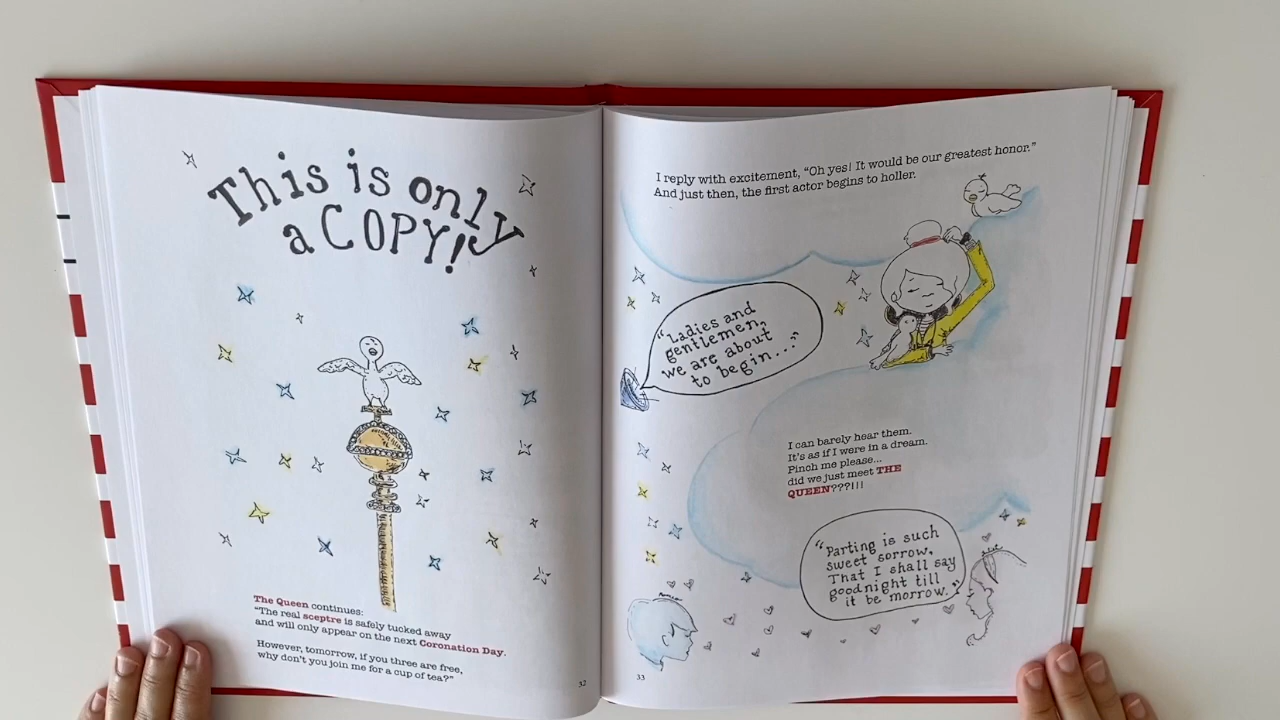 This is only
a COPY!
The Queen continues:
"The real sceptre is safely tucked away
and will only appear on the next Coronation Day.
However, tomorrow, if you three are free,
why don't you join me for a cup of tea?"
32
I reply with excitement, "Oh yes! It would be our greatest honor."
And just then, the first actor begins to holler.
"Ladies and
gentlemen,
we are about
to begin..."
I can barely hear them.
It's as if I were in a dream.
Pinch me please...
did we just meet THE
QUEEN???!!!
"Parting is such
sweet sorrow,
That I shall say
goodnight till
it be morrow."
33